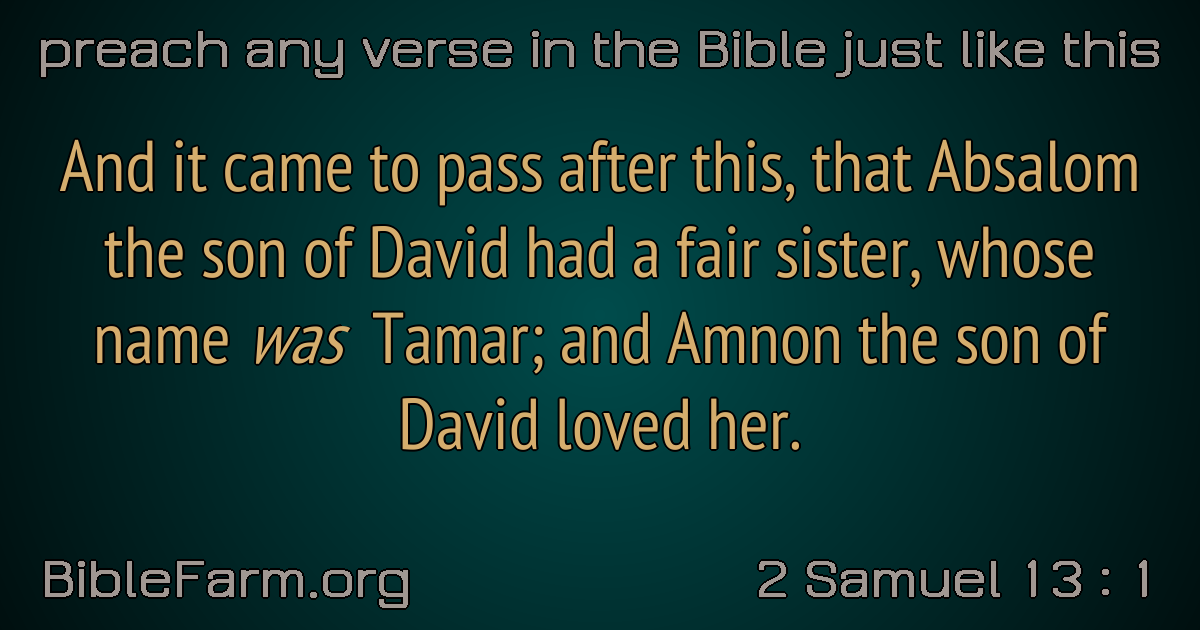 preach any verse in the Bible just like this
And it came to pass after this, that Absalom
the son of David had a fair sister, whose
name was Tamar; and Amnon the son of
David loved her.
BibleFarm.org
2 Samuel 13 : 1